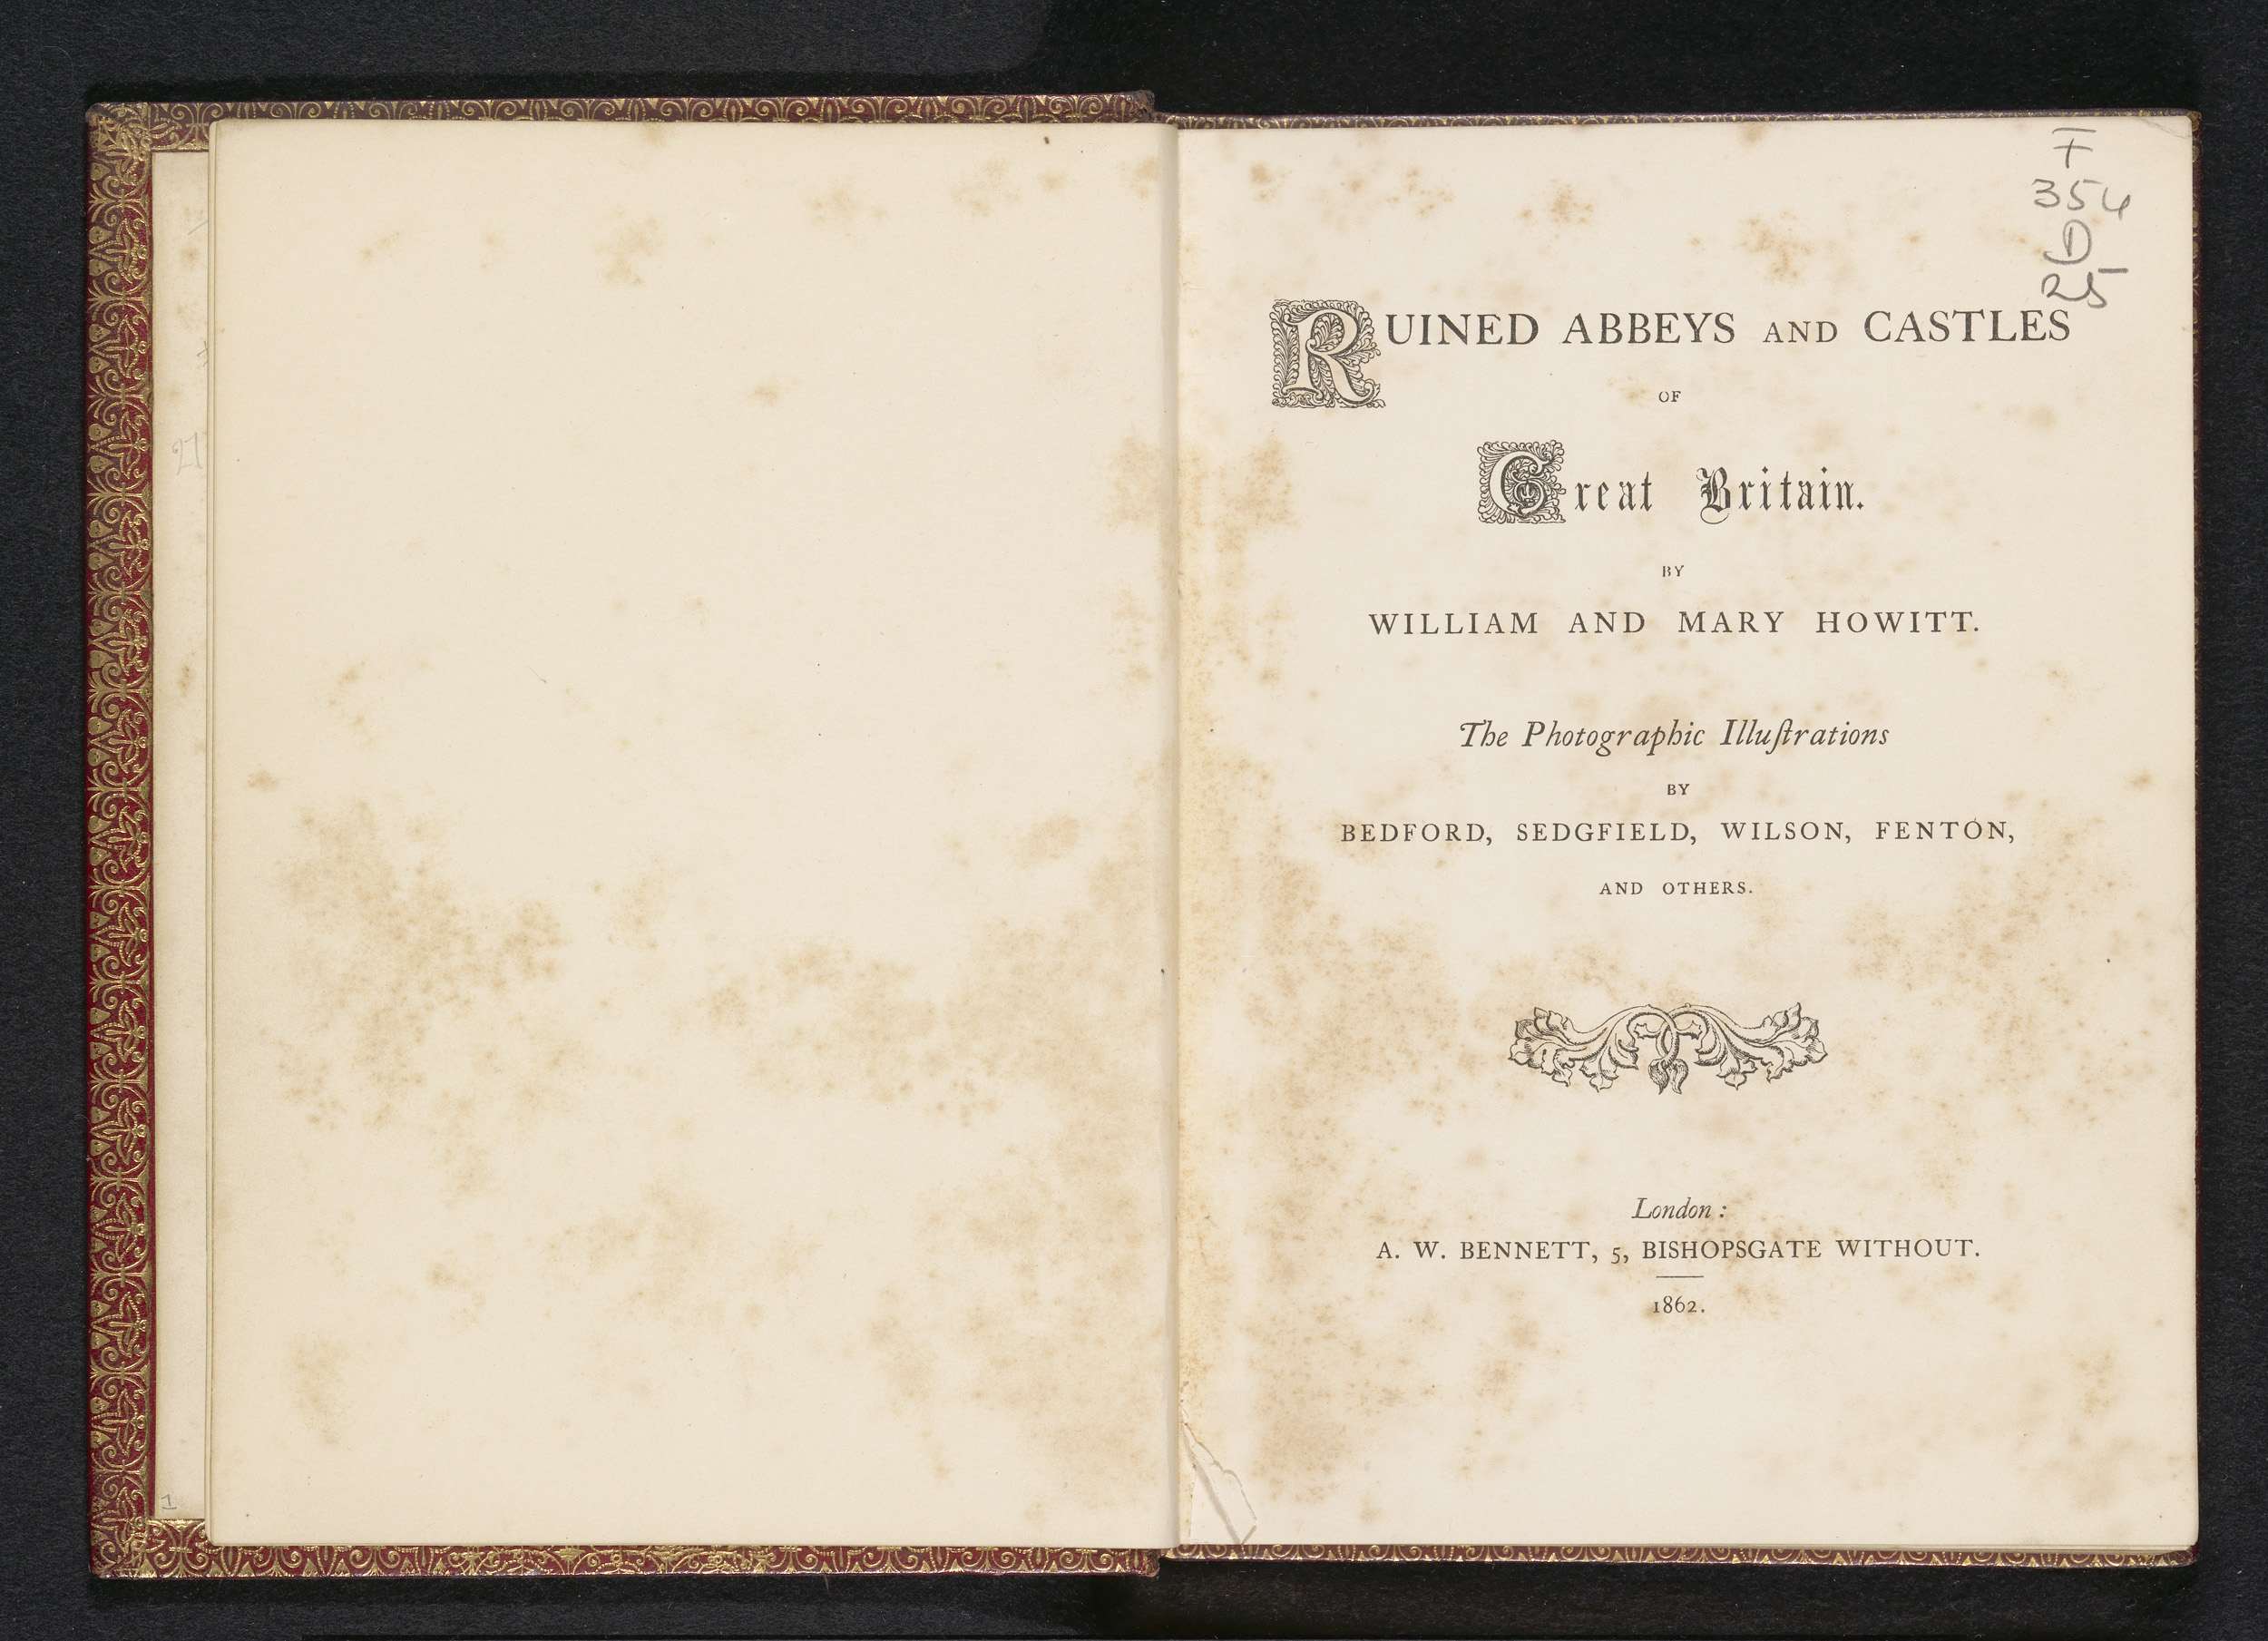 F
354
D
25
RUINED ABBEYS AND CASTLES
OF
Great Britain.
BY
WILLIAM AND MARY HOWITT.
The Photographic Illuſtrations
BY
BEDFORD, SEDGFIELD, WILSON, FENTON,
AND OTHERS.
London :
A. W. BENNETT, 5, BISHOPSGATE WITHOUT.
1862.